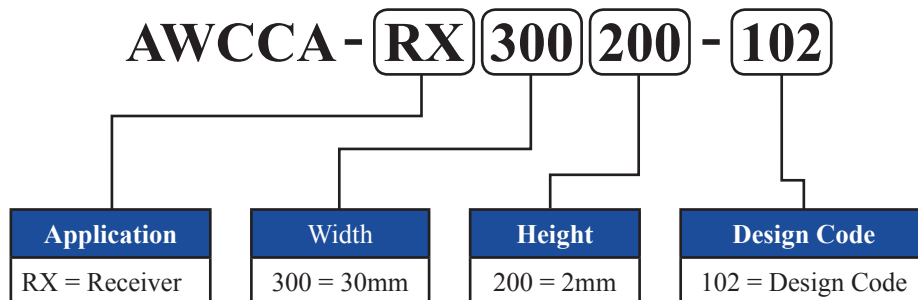 AWCCA - RX 300 200 - 102
Application Width Height Design Code
RX = Receiver 300 = 30mm 200 = 2mm 102 = Design Code